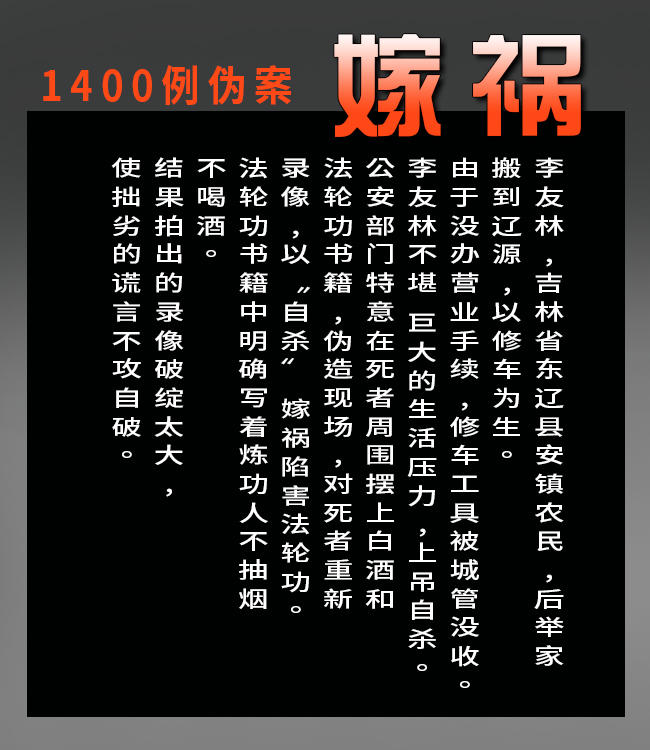 1400例伪案
嫁祸
李友林，吉林省东辽县安镇农民，后举家
搬到辽源，以修车为生。
由于没办营业手续，修车工具被城管没收。
李友林不堪 巨大的生活压力，上吊自杀。
公安部门特意在死者周围摆上白酒和
法轮功书籍，伪造现场，对死者重新
录像，以“自杀” 嫁祸陷害法轮功。
法轮功书籍中明确写着炼功人不抽烟
不喝酒。
结果拍出的录像破绽太大，
使拙劣的谎言不攻自破。